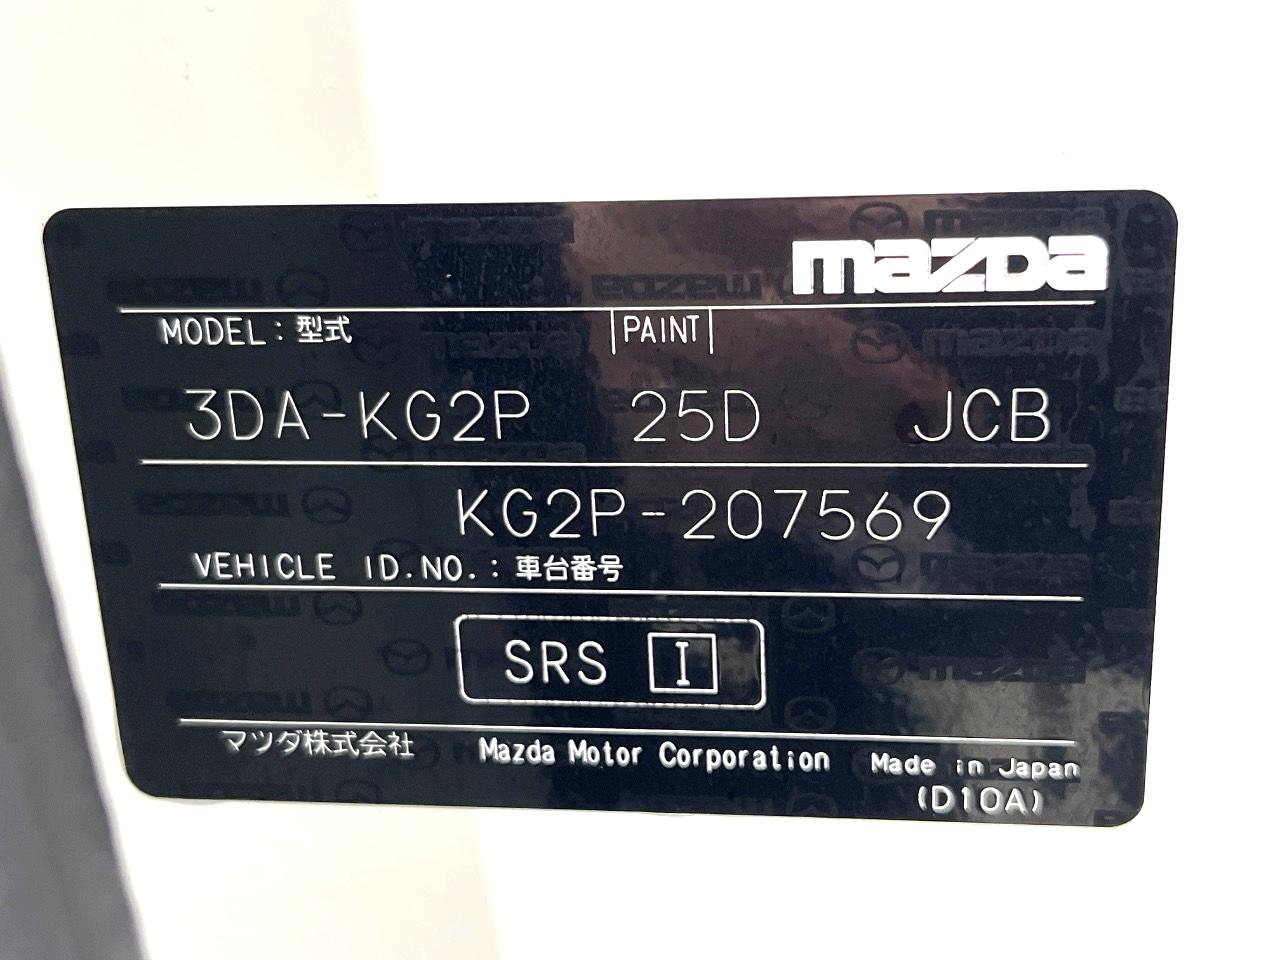 mazda
MODEL : 型式 PAINT
3DA-KG2P 25D JCB
KG2P-207569
VEHICLE ID.NO. : 車台番号
SRS I
マツダ株式会社 Mazda Motor Corporation Made in Japan
(D10A)